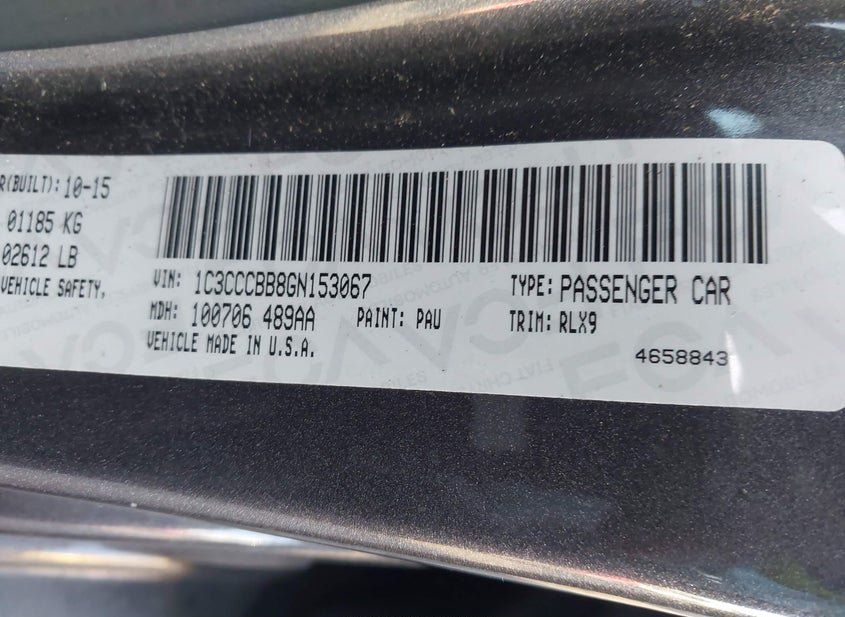 R(BUILT): 10-15
01185 KG
02612 LB
VEHICLE SAFETY,
VIN: 1C3CCCBB8GN153067
TYPE: PASSENGER CAR
MDH: 100706 489AA
PAINT: PAU
TRIM: RLX9
VEHICLE MADE IN U.S.A.
4658843